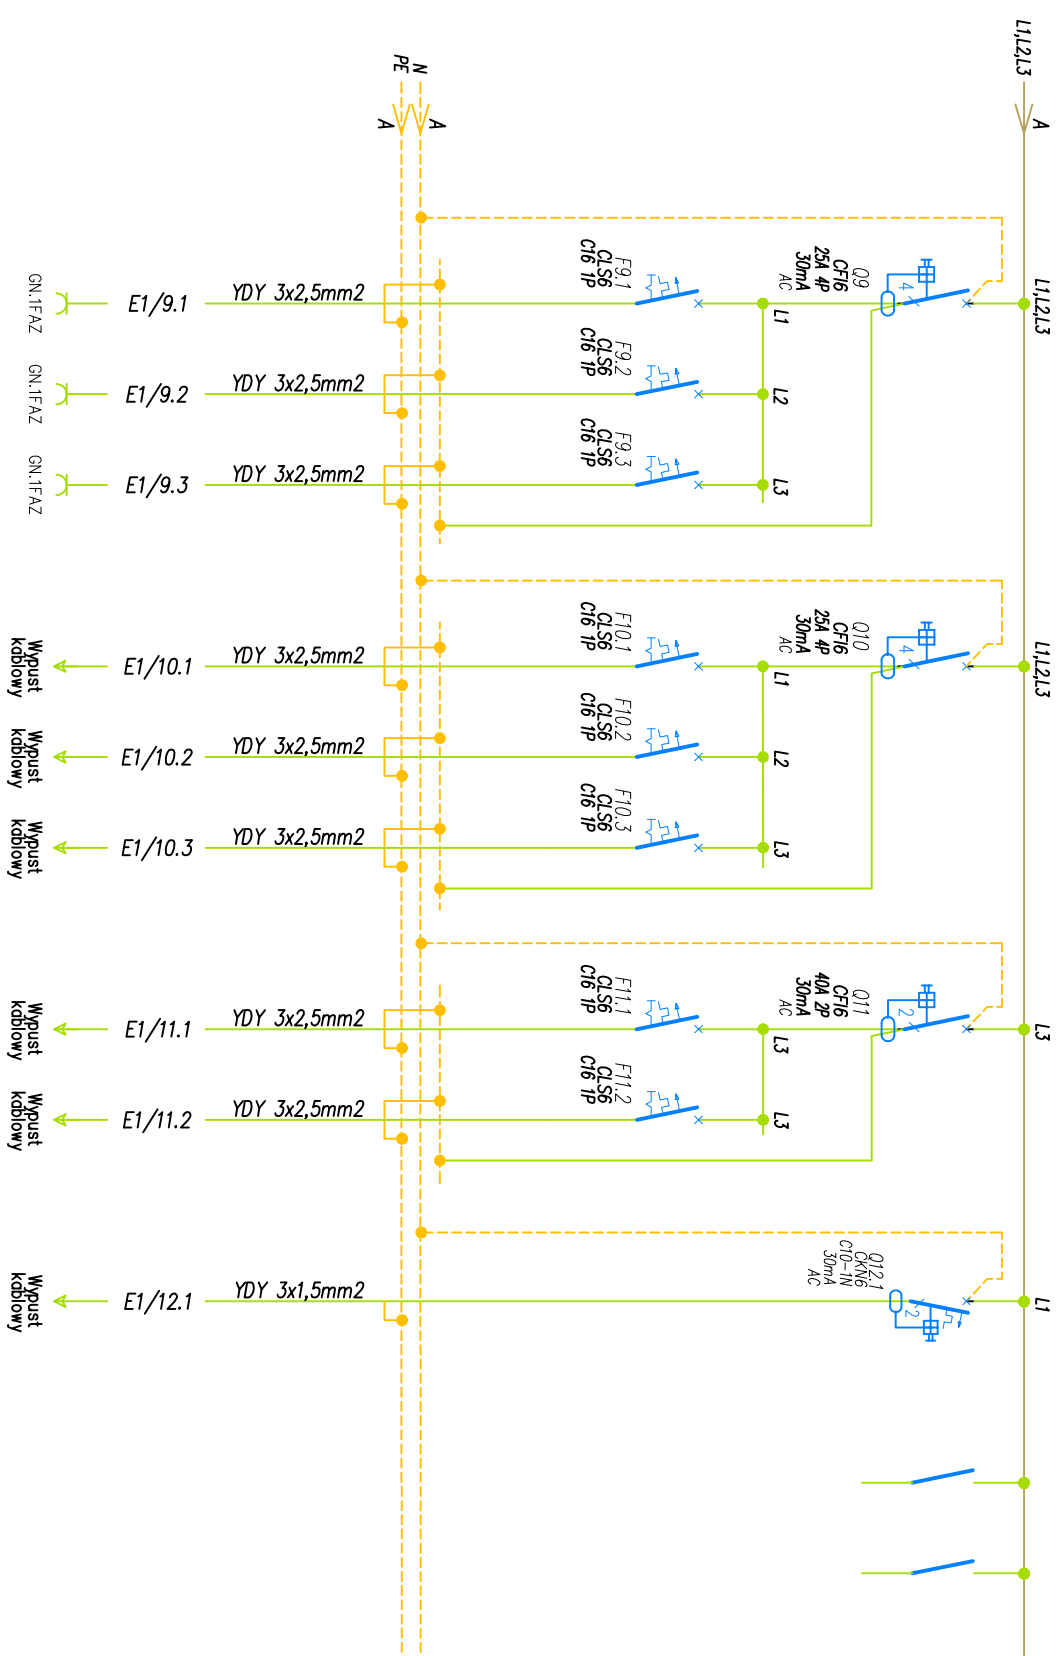 L1,L2,L3
A
N
PE
A
A
L1,L2,L3
Q9
CFI6
25A 4P
30mA
AC
4
L1
L2
L3
F9.1
CLS6
C16 1P
F9.2
CLS6
C16 1P
F9.3
CLS6
C16 1P
YDY 3x2,5mm2
YDY 3x2,5mm2
YDY 3x2,5mm2
E1/9.1
E1/9.2
E1/9.3
GN.1FAZ
GN.1FAZ
GN.1FAZ
L1,L2,L3
Q10
CFI6
25A 4P
30mA
AC
4
L1
L2
L3
F10.1
CLS6
C16 1P
F10.2
CLS6
C16 1P
F10.3
CLS6
C16 1P
YDY 3x2,5mm2
YDY 3x2,5mm2
YDY 3x2,5mm2
E1/10.1
E1/10.2
E1/10.3
Wypust
kablowy
Wypust
kablowy
Wypust
kablowy
L3
Q11
CFI6
40A 2P
30mA
AC
2
L3
L3
F11.1
CLS6
C16 1P
F11.2
CLS6
C16 1P
YDY 3x2,5mm2
YDY 3x2,5mm2
E1/11.1
E1/11.2
Wypust
kablowy
Wypust
kablowy
L1
Q12.1
CKN6
C10-1N
30mA
AC
2
YDY 3x1,5mm2
E1/12.1
Wypust
kablowy